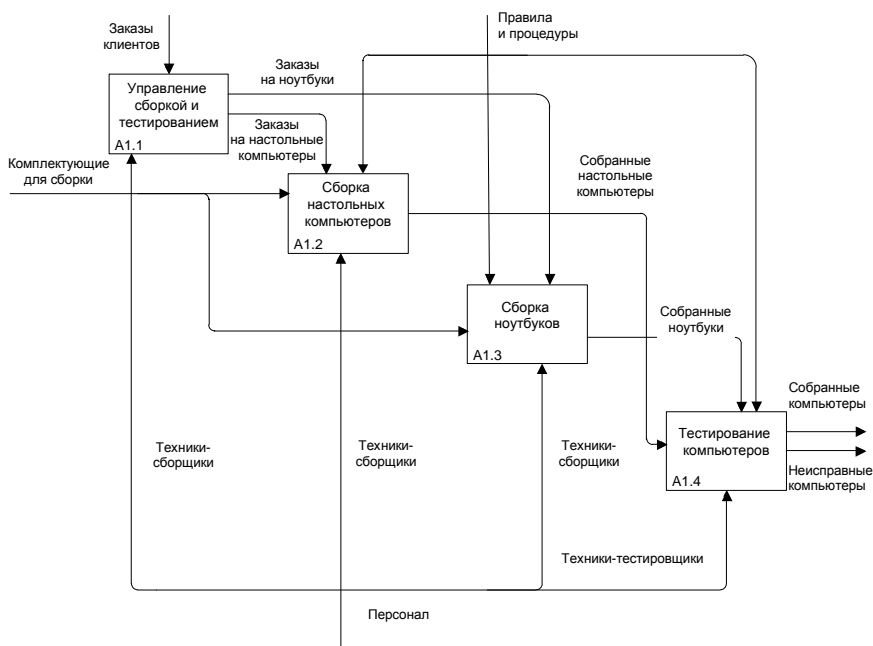 Заказы
клиентов
Правила
и процедуры
Управление
сборкой и
тестированием
A1.1
Заказы
на ноутбуки
Заказы
на настольные
компьютеры
Комплектующие
для сборки
Сборка
настольных
компьютеров
A1.2
Собранные
настольные
компьютеры
Сборка
ноутбуков
A1.3
Собранные
ноутбуки
Тестирование
компьютеров
A1.4
Собранные
компьютеры
Неисправные
компьютеры
Техники-
сборщики
Техники-
сборщики
Техники-
сборщики
Техники-тестировщики
Персонал